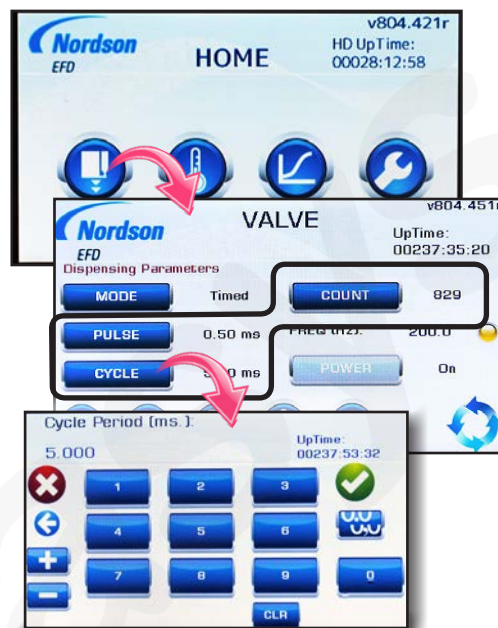 v804.421r
Nordson
EFD
HOME
HD UpTime:
00028:12:58
v804.451r
Nordson
EFD
VALVE
UpTime:
00237:35:20
Dispensing Parameters
MODE Timed COUNT 829
PULSE 0.50 ms FREQ (Hz): 200.0
CYCLE ms POWER On
Cycle Period (ms.):
5.000
UpTime:
00237:53:32
1 2 3
4 5 6
7 8 9 0
CLR